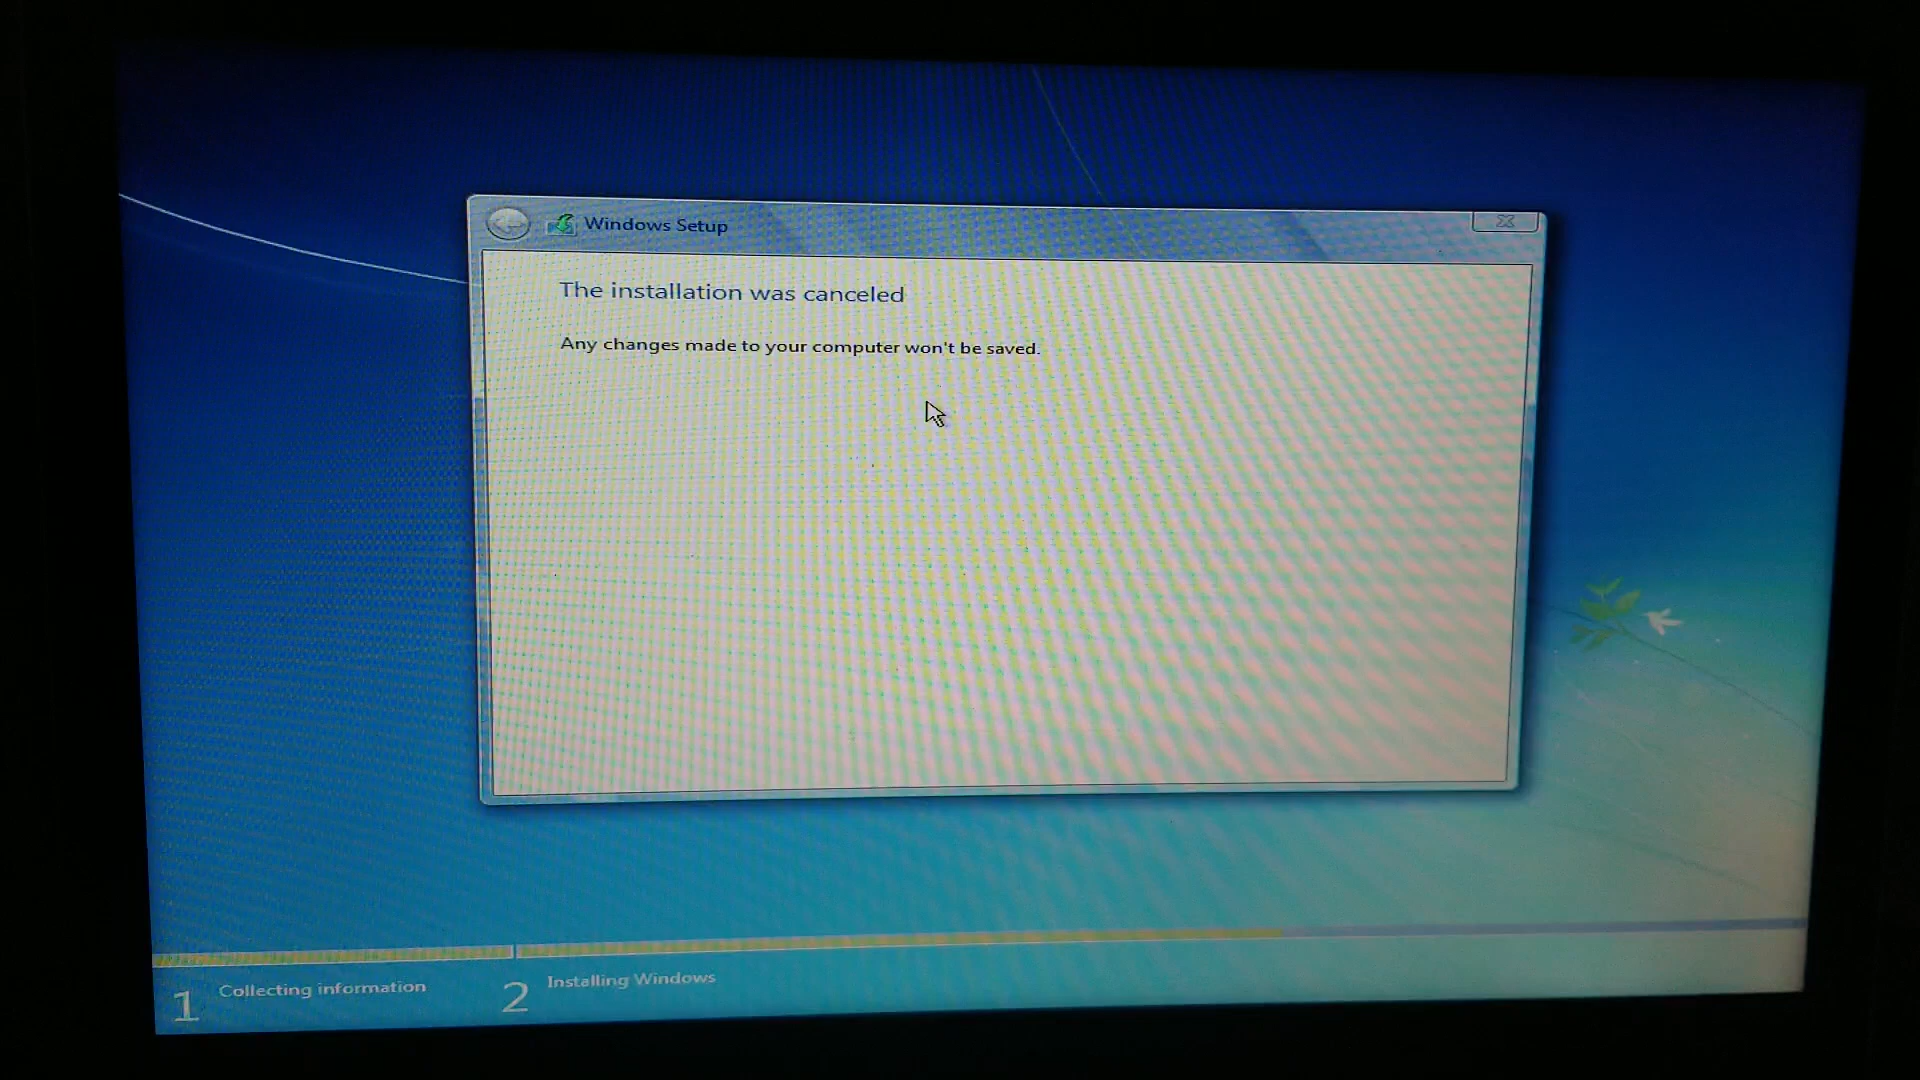 Windows Setup
The installation was canceled
Any changes made to your computer won't be saved.
1 Collecting information
2 Installing Windows